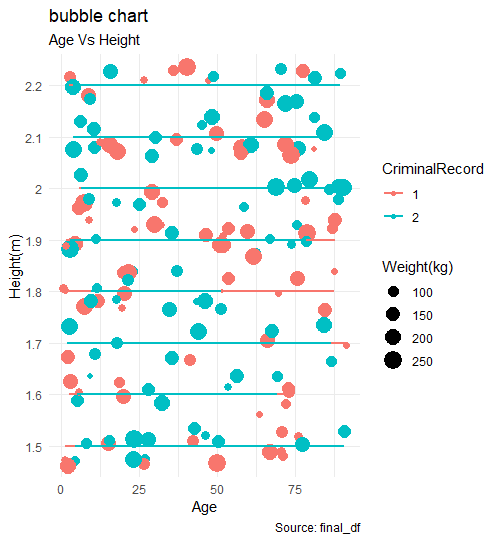 bubble chart
Age Vs Height
2.2
2.1
2
1.9
1.8
1.7
1.6
1.5
Height(m)
0
25
50
75
Age
CriminalRecord
1
2
Weight(kg)
100
150
200
250
Source: final_df